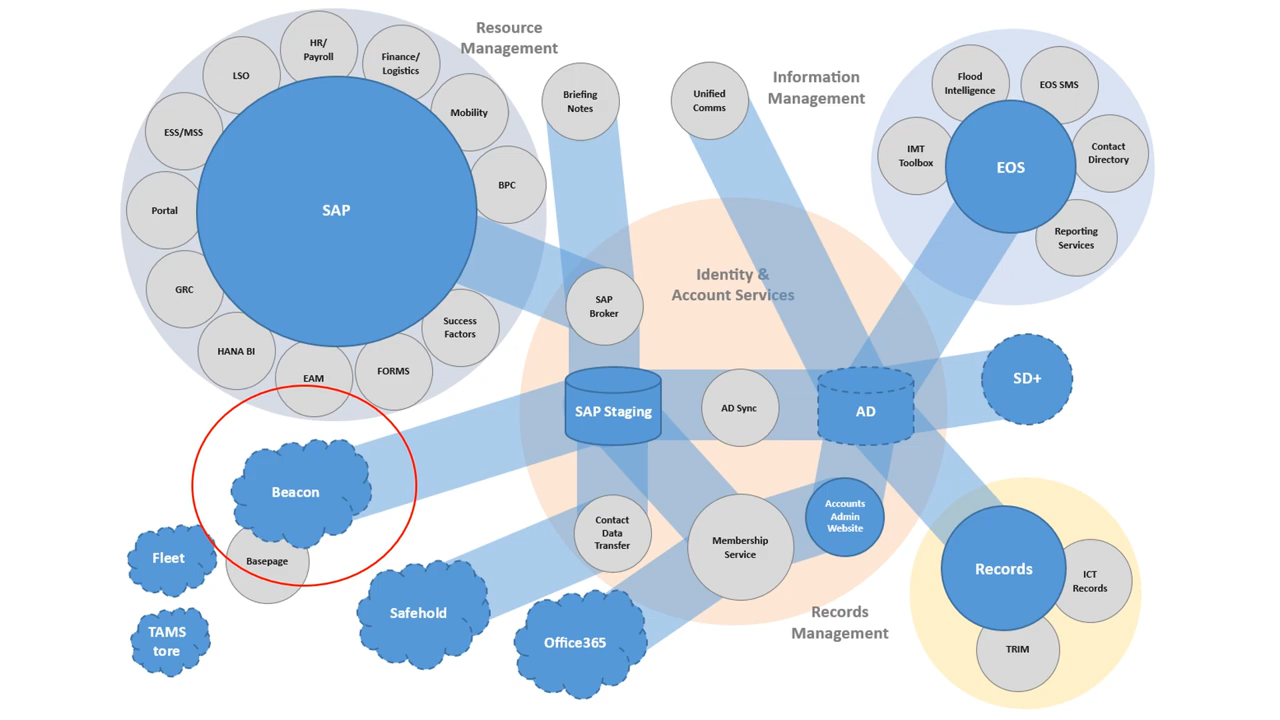 Resource
Management
HR/
Payroll
Finance/
Logistics
LSO
Mobility
ESS/MSS
BPC
Portal
SAP
GRC
HANA BI
EAM
FORMS
Success
Factors
Briefing
Notes
Unified
Comms
Information
Management
Flood
Intelligence
EOS SMS
IMT
Toolbox
EOS
Contact
Directory
Reporting
Services
Identity &
Account Services
SAP
Broker
SAP Staging
AD Sync
AD
SD+
Beacon
Basepage
Fleet
TAMS
tore
Safehold
Office365
Contact
Data
Transfer
Membership
Service
Accounts
Admin
Website
Records
Management
Records
ICT
Records
TRIM